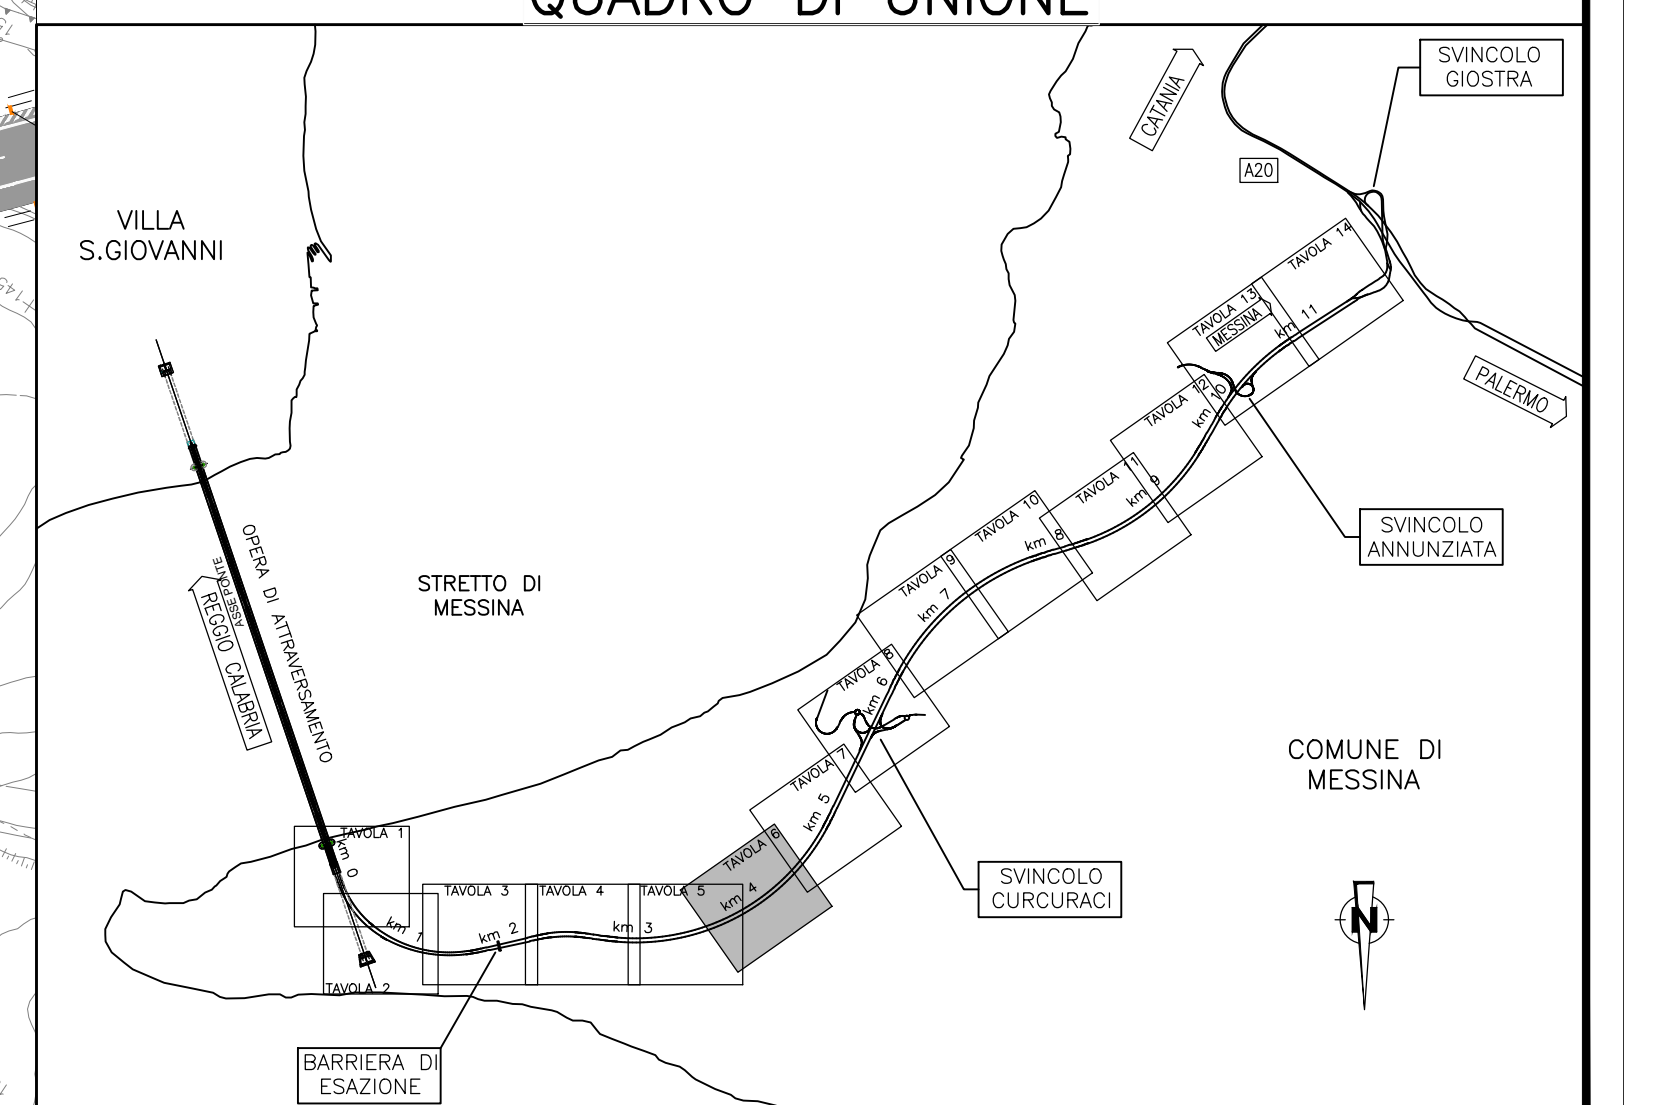 QUADRO DI UNIONE
SVINCOLO
GIOSTRA
CATANIA
A20
VILLA
S.GIOVANNI
TAVOLA 14
TAVOLA 13
MESSINA
km 11
PALERMO
TAVOLA 12
km 10
TAVOLA 11
km 9
SVINCOLO
ANNUNZIATA
TAVOLA 10
km 8
TAVOLA 9
km 7
OPERA DI ATTRAVERSAMENTO
ASSE PONTE
REGGIO CALABRIA
STRETTO DI
MESSINA
TAVOLA 8
km 6
COMUNE DI
MESSINA
TAVOLA 7
km 5
TAVOLA 6
km 4
TAVOLA 1
km 0
SVINCOLO
CURCURACI
TAVOLA 3
TAVOLA 4
TAVOLA 5
km 1
km 2
km 3
N
TAVOLA 2
BARRIERA DI
ESAZIONE